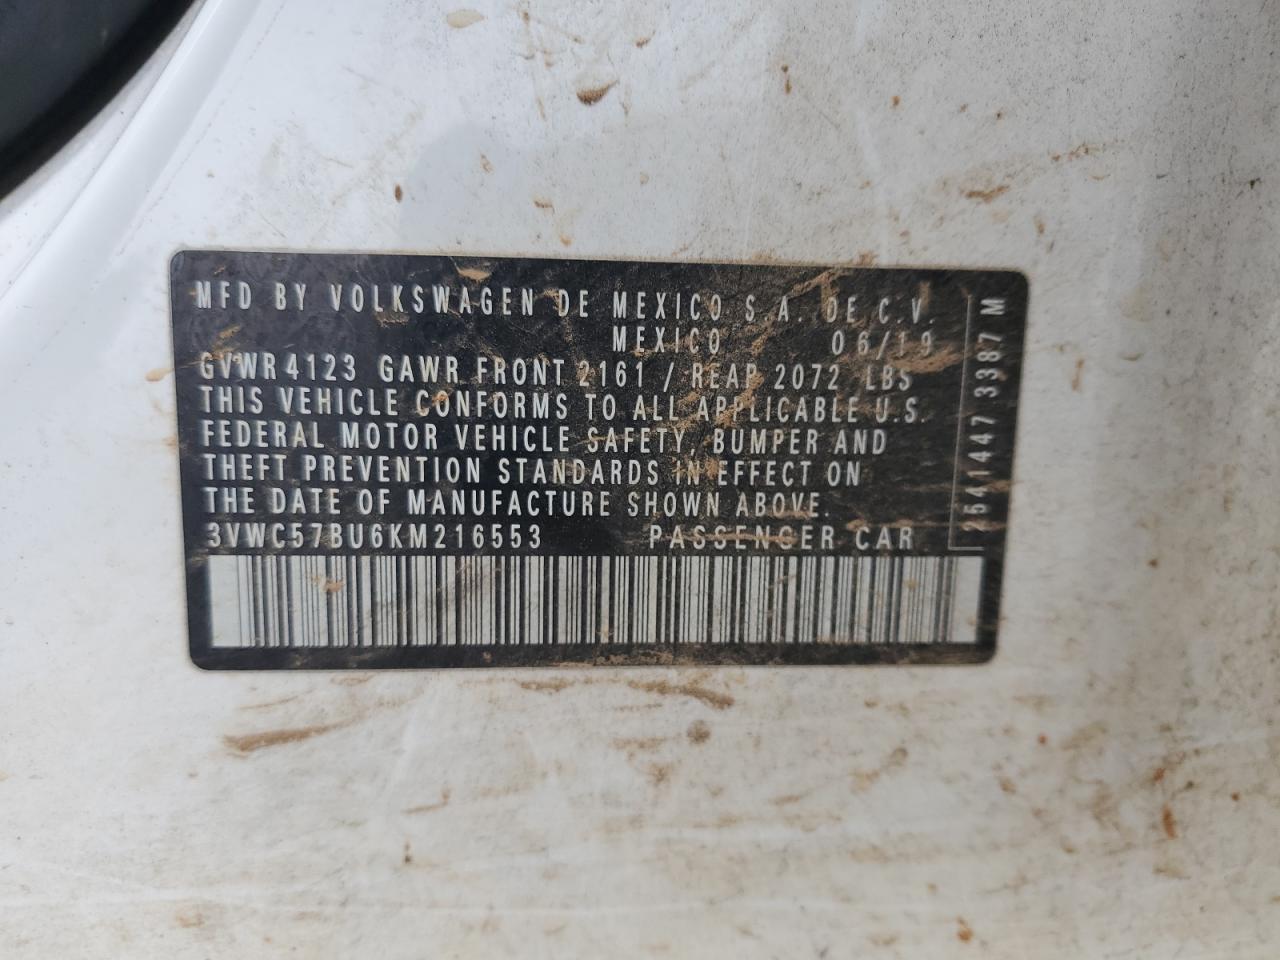 MFD BY VOLKSWAGEN DE MEXICO S.A. DE C.V.
MEXICO 06/19
GVWR 4123 GAWR FRONT 2161 / REAR 2072 LBS
THIS VEHICLE CONFORMS TO ALL APPLICABLE U.S.
FEDERAL MOTOR VEHICLE SAFETY, BUMPER AND
THEFT PREVENTION STANDARDS IN EFFECT ON
THE DATE OF MANUFACTURE SHOWN ABOVE.
3VWC57BU6KM216553 PASSENGER CAR
2541447 3387 M